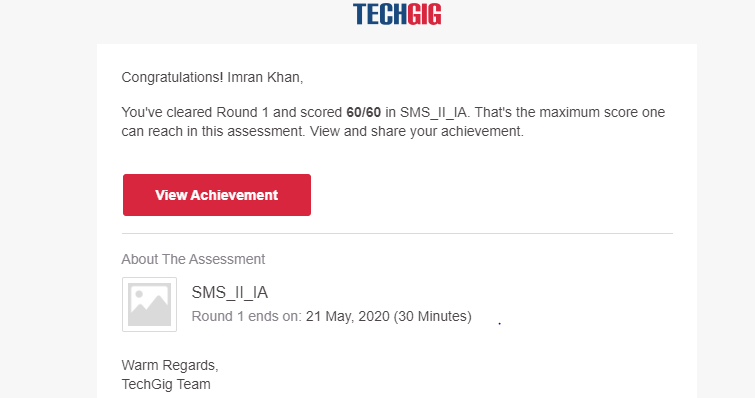 TECHGIG
Congratulations! Imran Khan,
You've cleared Round 1 and scored 60/60 in SMS_II_IA. That's the maximum score one
can reach in this assessment. View and share your achievement.
View Achievement
About The Assessment
SMS_II_IA
Round 1 ends on: 21 May, 2020 (30 Minutes)
Warm Regards,
TechGig Team